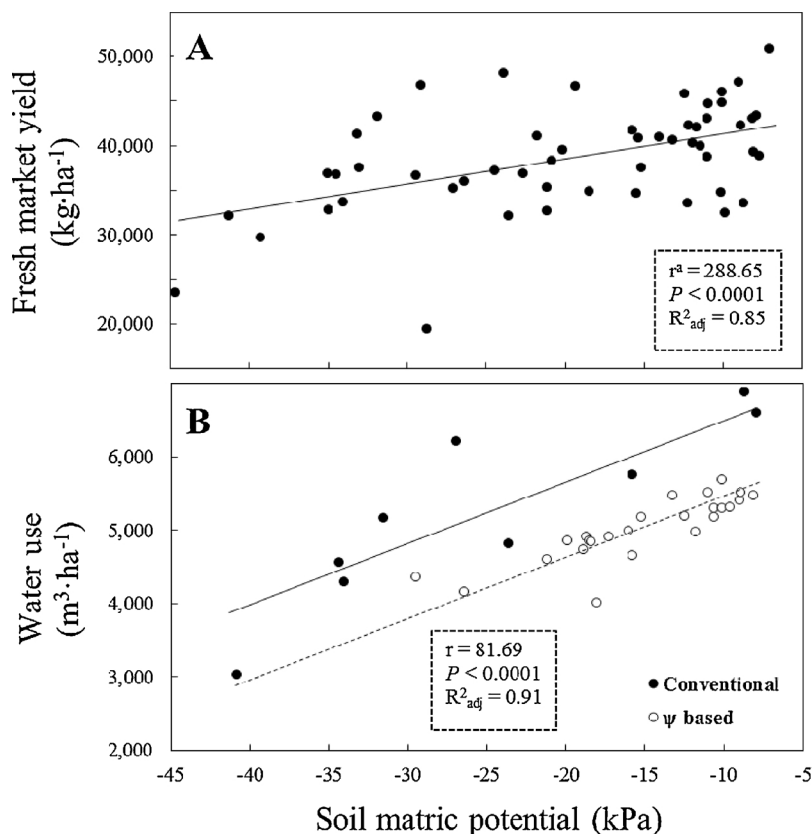 A
Fresh market yield
(kg·ha⁻¹)
50,000
40,000
30,000
20,000
rᵃ = 288.65
P < 0.0001
R²adj = 0.85
B
Water use
(m³·ha⁻¹)
6,000
5,000
4,000
3,000
2,000
r = 81.69
P < 0.0001
R²adj = 0.91
Conventional
ψ based
-45 -40 -35 -30 -25 -20 -15 -10 -5
Soil matric potential (kPa)